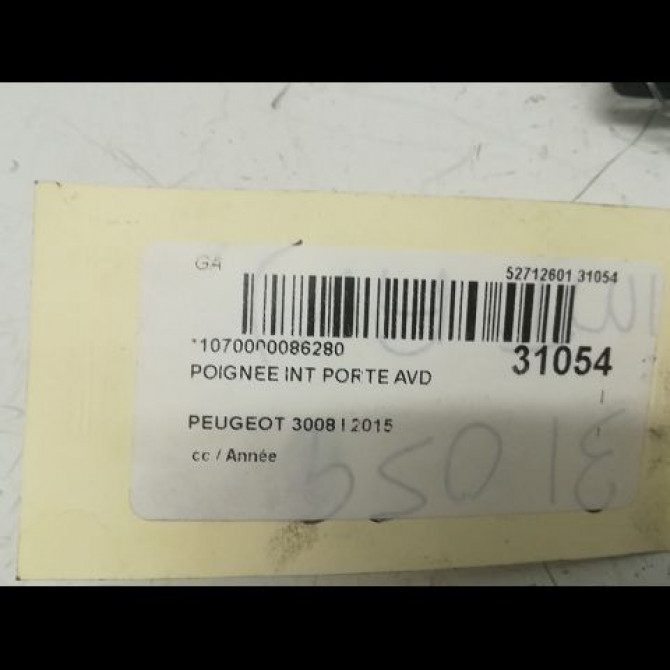 GA
52712601 31054
*1070000086280
31054
POIGNEE INT PORTE AVD
PEUGEOT 3008 I 2015
cc / Année